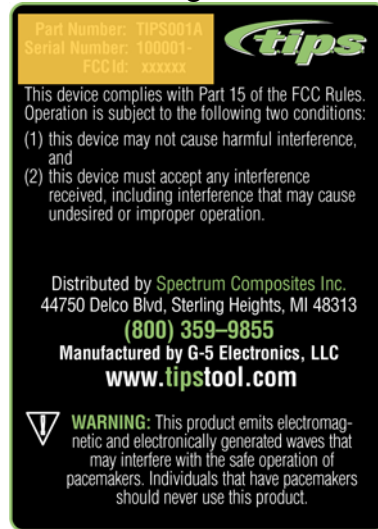 Part Number: TIPS001A
Serial Number: 100001-
FCC Id: xxxxxx
tips
This device complies with Part 15 of the FCC Rules.
Operation is subject to the following two conditions:
(1) this device may not cause harmful interference,
and
(2) this device must accept any interference
received, including interference that may cause
undesired or improper operation.
Distributed by Spectrum Composites Inc.
44750 Delco Blvd, Sterling Heights, MI 48313
(800) 359–9855
Manufactured by G-5 Electronics, LLC
www.tipstool.com
WARNING: This product emits electromag-
netic and electronically generated waves that
may interfere with the safe operation of
pacemakers. Individuals that have pacemakers
should never use this product.